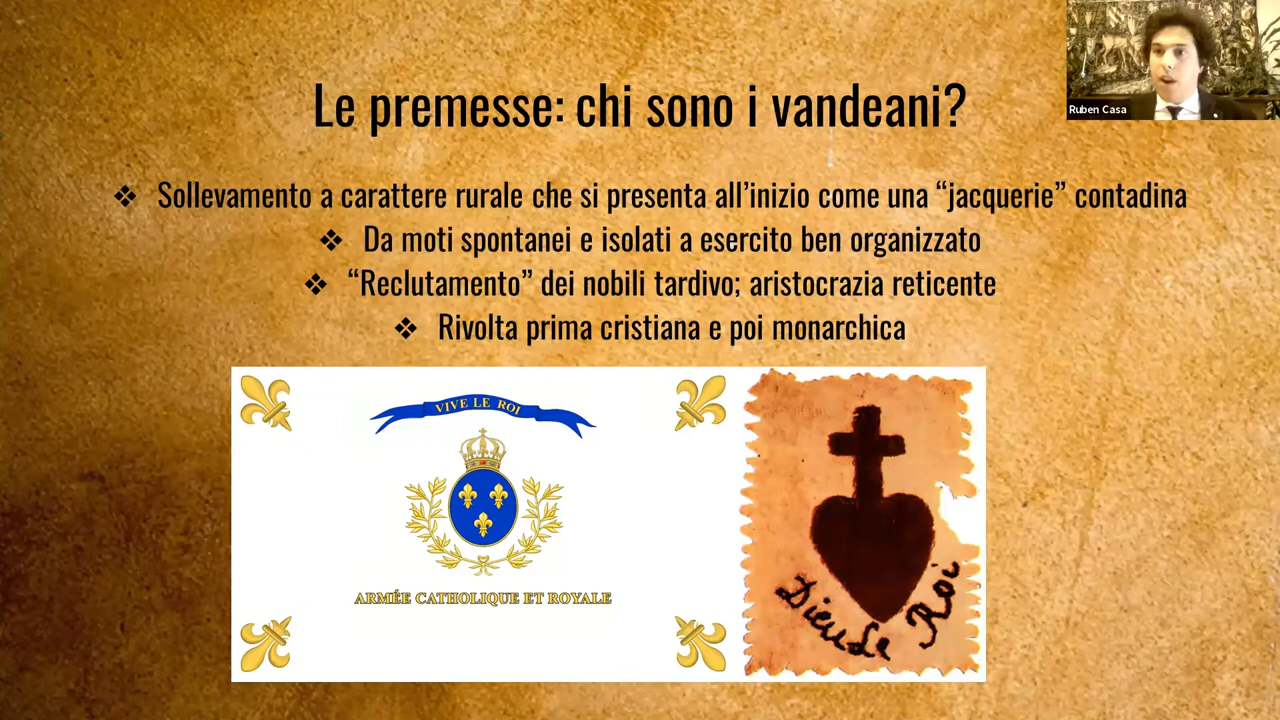 Ruben Casa
Le premesse: chi sono i vandeani?
❖ Sollevamento a carattere rurale che si presenta all’inizio come una “jacquerie” contadina
❖ Da moti spontanei e isolati a esercito ben organizzato
❖ “Reclutamento” dei nobili tardivo; aristocrazia reticente
❖ Rivolta prima cristiana e poi monarchica
VIVE LE ROI
ARMÉE CATHOLIQUE ET ROYALE
Dieu Le Roi